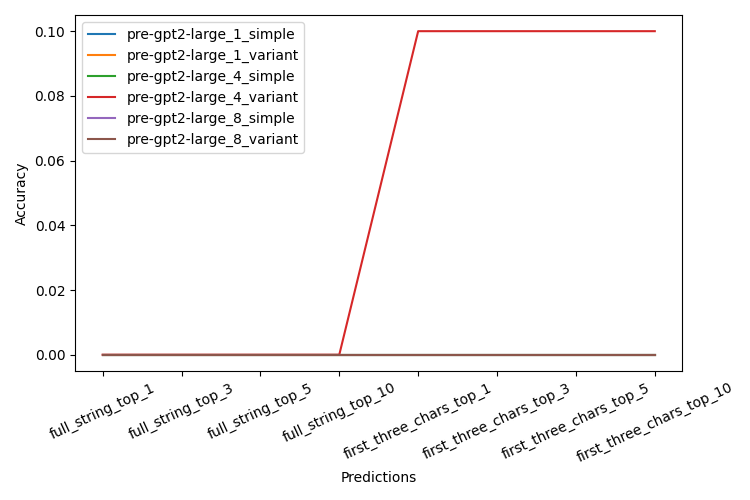 pre-gpt2-large_1_simple
pre-gpt2-large_1_variant
pre-gpt2-large_4_simple
pre-gpt2-large_4_variant
pre-gpt2-large_8_simple
pre-gpt2-large_8_variant
0.10
0.08
0.06
0.04
0.02
0.00
Accuracy
full_string_top_1
full_string_top_3
full_string_top_5
full_string_top_10
first_three_chars_top_1
first_three_chars_top_3
first_three_chars_top_5
first_three_chars_top_10
Predictions